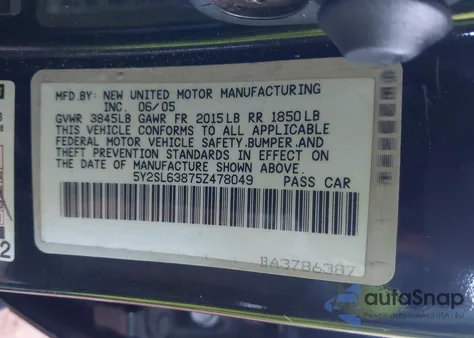 MFD.BY: NEW UNITED MOTOR MANUFACTURING
INC. 06/05
GVWR 3845LB GAWR FR 2015LB RR 1850LB
THIS VEHICLE CONFORMS TO ALL APPLICABLE
FEDERAL MOTOR VEHICLE SAFETY.BUMPER.AND
THEFT PREVENTION STANDARDS IN EFFECT ON
THE DATE OF MANUFACTURE SHOWN ABOVE.
5Y2SL63875Z478049 PASS CAR
BA3786387
2
autoSnap